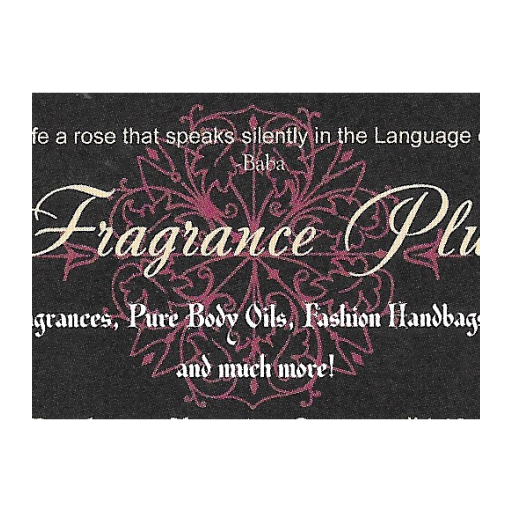 fe a rose that speaks silently in the Language
-Baba
Fragrance Plu
grances, Pure Body Oils, Fashion Handbags
and much more!